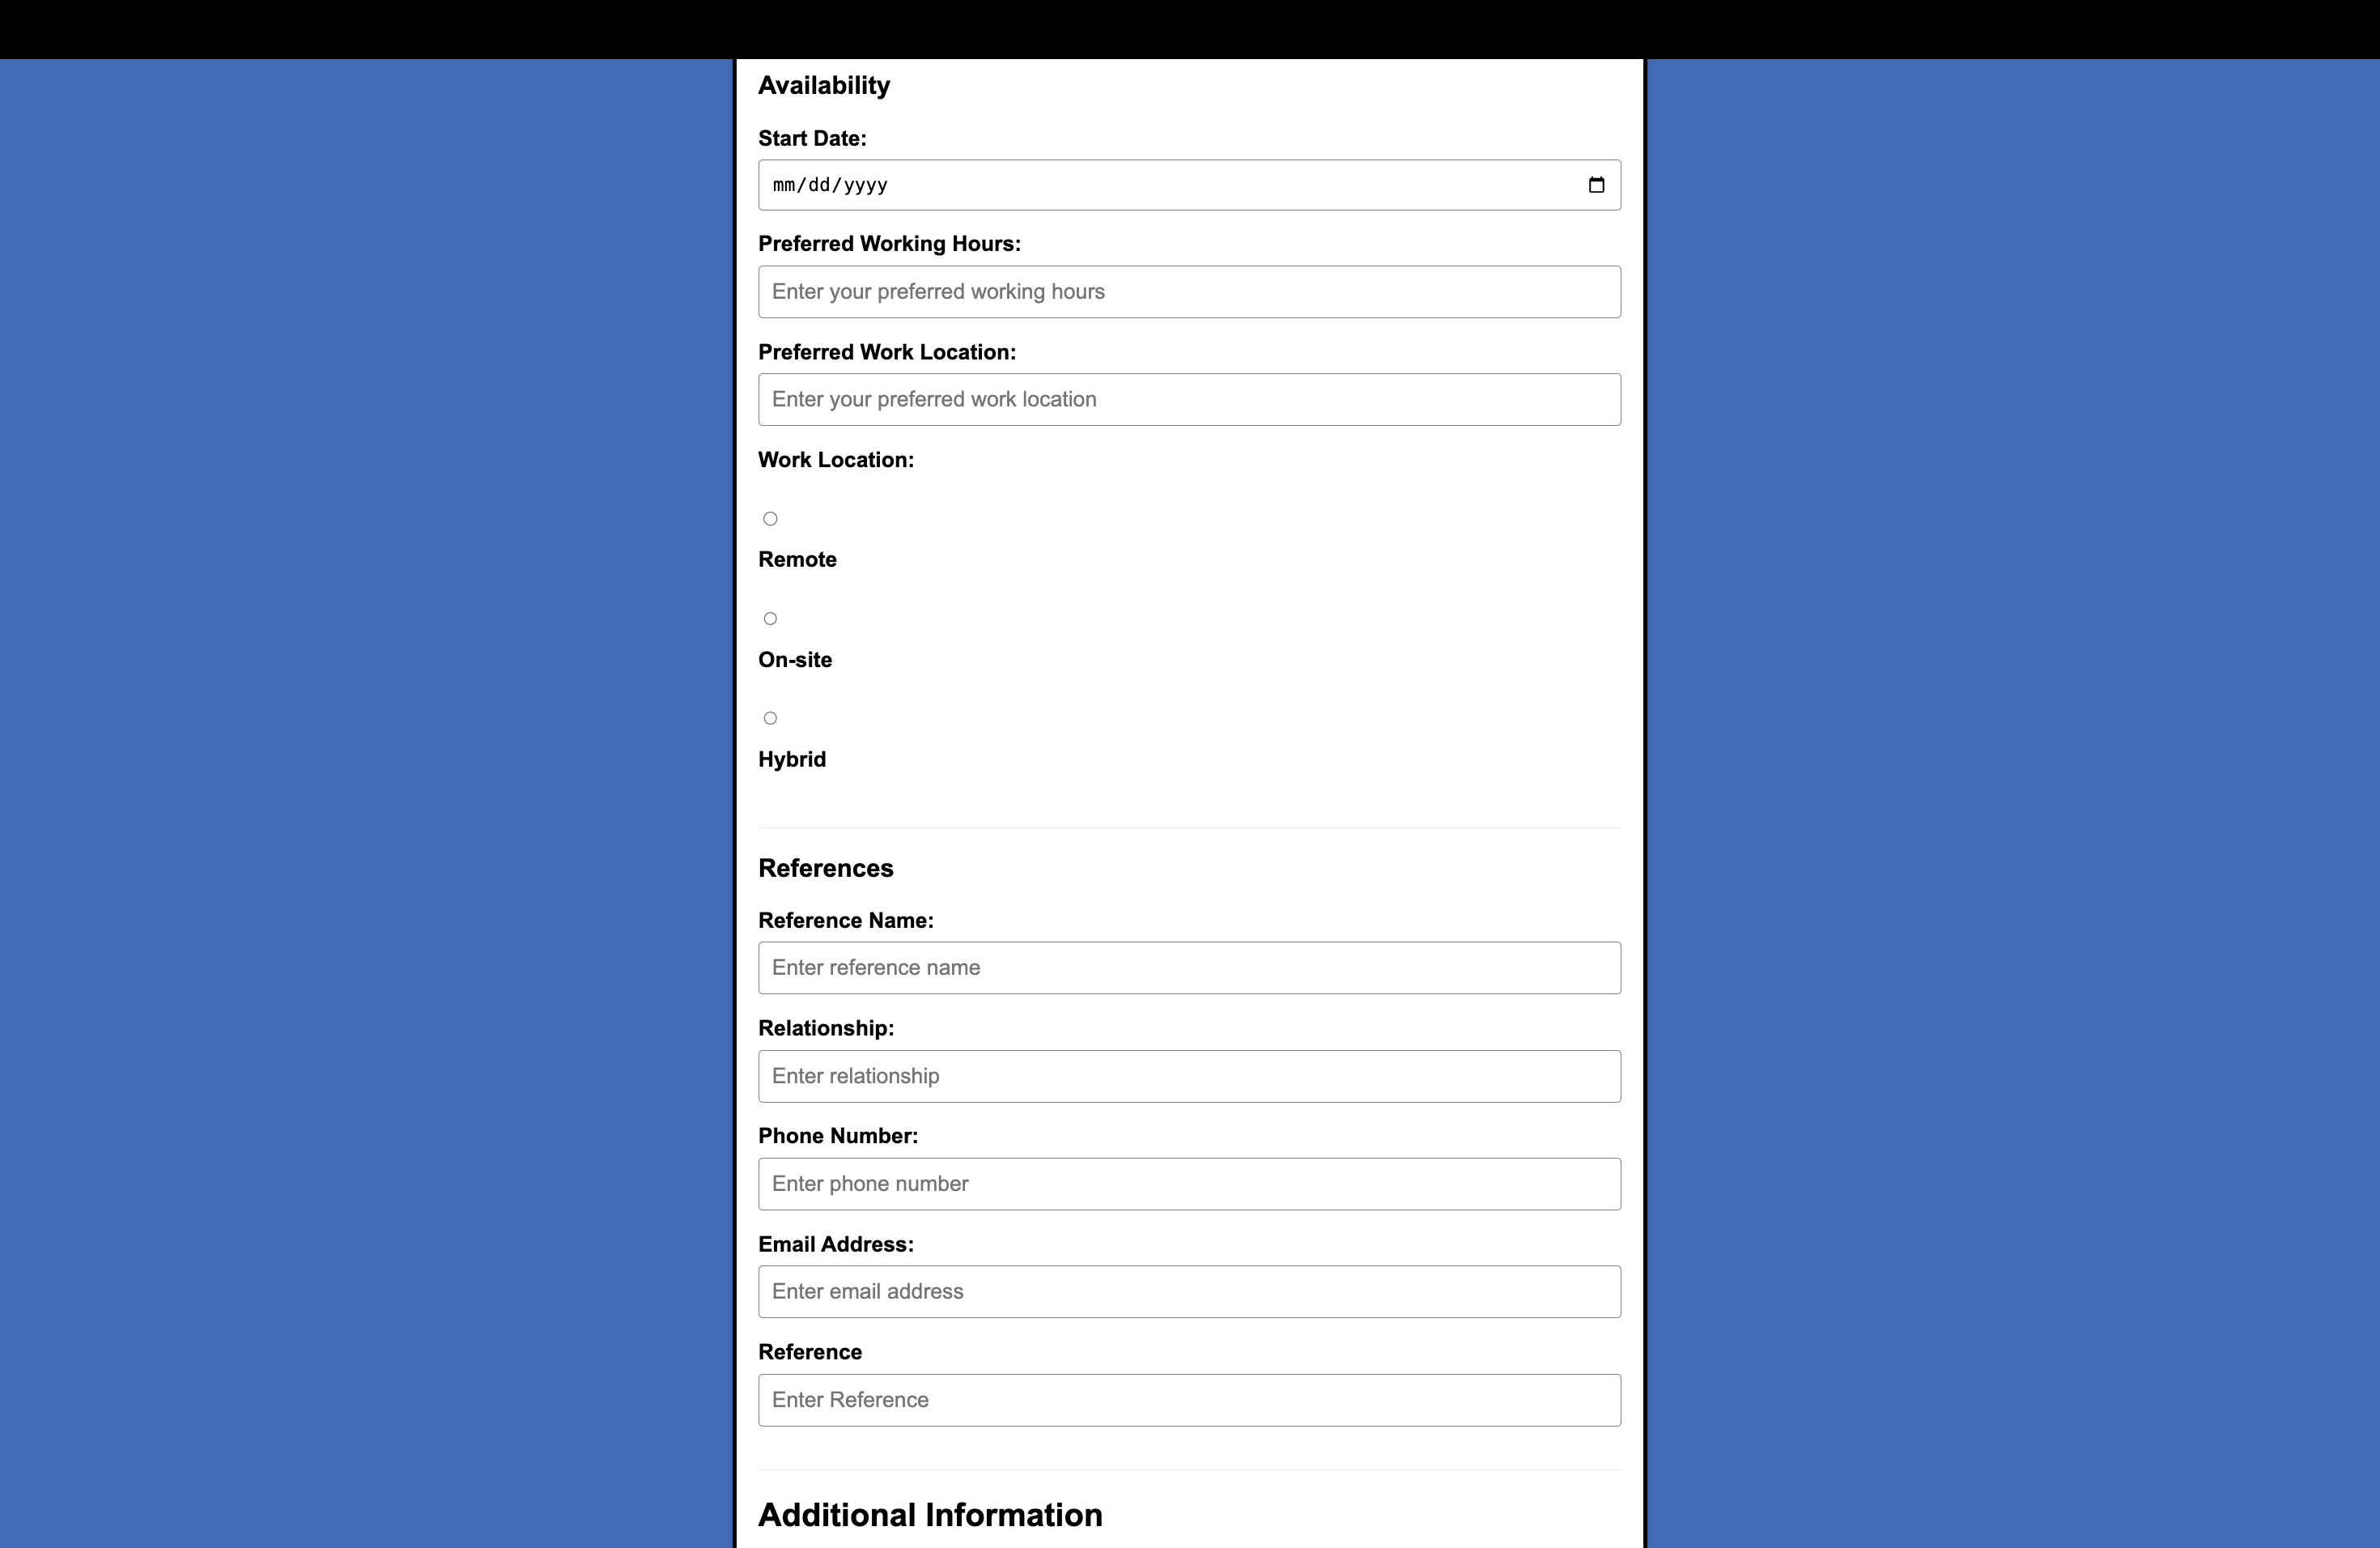 Availability
Start Date:
mm/dd/yyyy
Preferred Working Hours:
Enter your preferred working hours
Preferred Work Location:
Enter your preferred work location
Work Location:
Remote
On-site
Hybrid
References
Reference Name:
Enter reference name
Relationship:
Enter relationship
Phone Number:
Enter phone number
Email Address:
Enter email address
Reference
Enter Reference
Additional Information